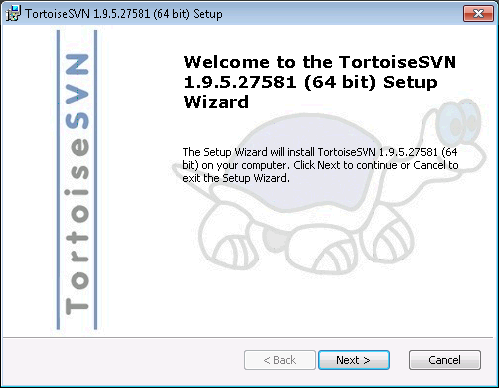 TortoiseSVN 1.9.5.27581 (64 bit) Setup
TortoiseSVN
Welcome to the TortoiseSVN
1.9.5.27581 (64 bit) Setup
Wizard
The Setup Wizard will install TortoiseSVN 1.9.5.27581 (64
bit) on your computer. Click Next to continue or Cancel to
exit the Setup Wizard.
< Back
Next >
Cancel